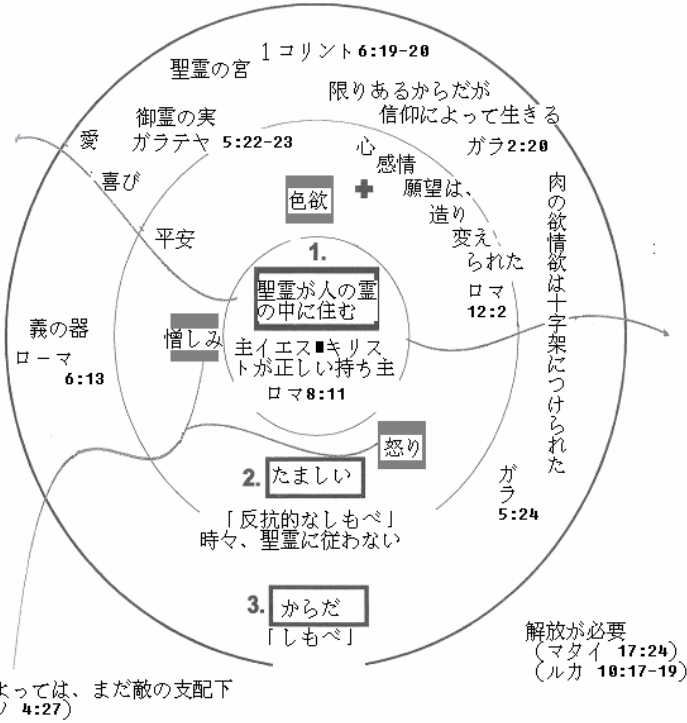 1コリント6:19-20
聖霊の宮
限りあるからだが
信仰によって生きる
ガラ2:20
御霊の実
ガラテヤ 5:22-23
愛
喜び
平安
心
感情
願望は、
造り
変え
られた
ロマ
12:2
肉の欲情欲は十字架につけられた
ガラ
5:24
色欲
1.
聖霊が人の霊
の中に住む
主イエス■キリス
トが正しい持ち主
ロマ8:11
憎しみ
義の器
ローマ
6:13
怒り
2. たましい
「反抗的なしもべ」
時々、聖霊に従わない
3. からだ
「しもべ」
解放が必要
(マタイ 17:24)
(ルカ 10:17-19)
よっては、まだ敵の支配下
4:27)